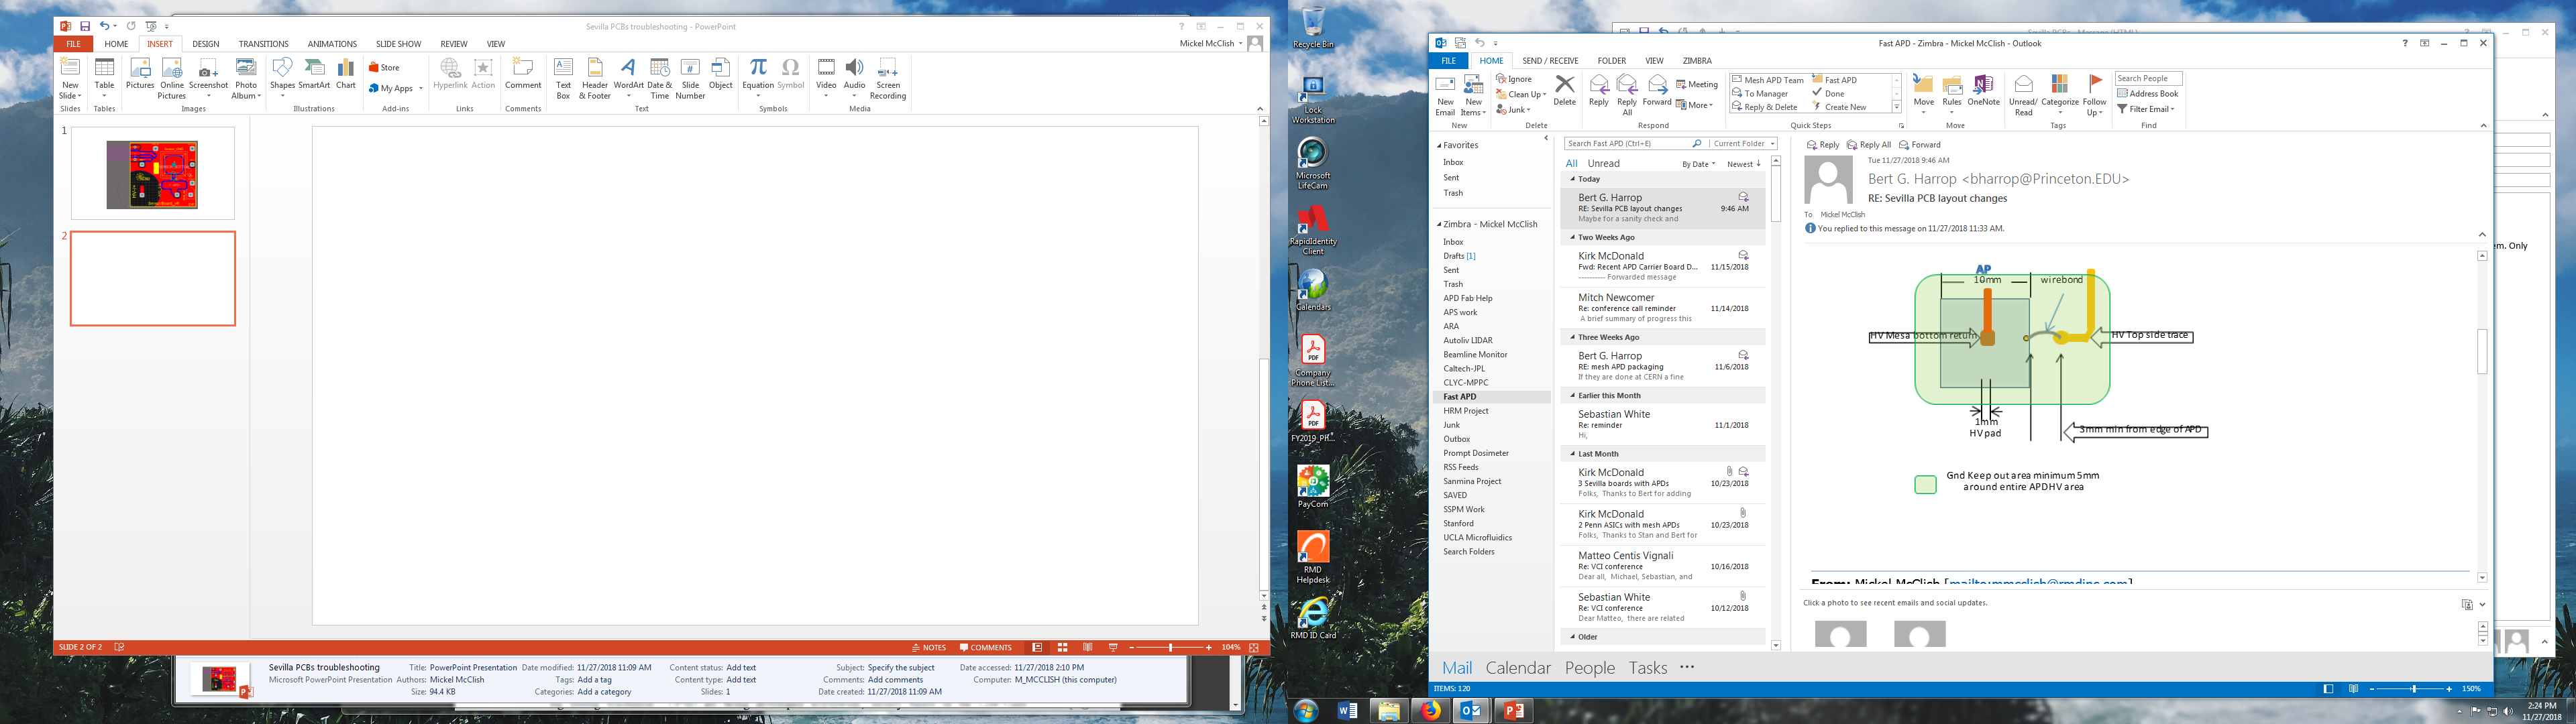 Sevilla PCBs troubleshooting - PowerPoint
FILE HOME INSERT DESIGN TRANSITIONS ANIMATIONS SLIDE SHOW REVIEW VIEW
Mickel McClish
New Slide
Table
Pictures
Online Pictures
Screenshot
Photo Album
Shapes
SmartArt
Chart
Store
My Apps
Hyperlink
Action
Comment
Text Box
Header & Footer
WordArt
Date & Time
Slide Number
Object
Equation
Symbol
Video
Audio
Screen Recording
Slides Tables Images Illustrations Add-ins Links Comments Text Symbols Media
1
2
SLIDE 2 OF 2
NOTES COMMENTS 104%
Sevilla PCBs troubleshooting
Microsoft PowerPoint Presentation
Title: PowerPoint Presentation
Authors: Mickel McClish
Size: 94.4 KB
Date modified: 11/27/2018 11:09 AM
Tags: Add a tag
Categories: Add a category
Content status: Add text
Content type: Add text
Slides: 1
Subject: Specify the subject
Comments: Add comments
Date created: 11/27/2018 11:09 AM
Date accessed: 11/27/2018 2:10 PM
Computer: M_MCCLISH (this computer)
Recycle Bin
Lock Workstation
Microsoft LifeCam
RapidIdentity Client
Calendars
Company Phone List...
FY2019_Ph...
PayCom
RMD Helpdesk
RMD ID Card
Fast APD - Zimbra - Mickel McClish - Outlook
FILE HOME SEND / RECEIVE FOLDER VIEW ZIMBRA
New Email
New Items
Ignore
Clean Up
Junk
Delete
Reply
Reply All
Forward
Meeting
More
Mesh APD Team
To Manager
Reply & Delete
Fast APD
Done
Create New
Move
Rules
OneNote
Unread/ Read
Categorize
Follow Up
Search People
Address Book
Filter Email
New Delete Respond Quick Steps Move Tags Find
Favorites
Inbox
Sent
Trash
Zimbra - Mickel McClish
Inbox
Drafts [1]
Sent
Trash
APD Fab Help
APS work
ARA
Autoliv LIDAR
Beamline Monitor
Caltech-JPL
CLYC-MPPC
Fast APD
HRM Project
Junk
Outbox
Prompt Dosimeter
RSS Feeds
Sanmina Project
SAVED
SSPM Work
Stanford
UCLA Microfluidics
Search Folders
Search Fast APD (Ctrl+E)
Current Folder
All Unread By Date Newest
Today
Bert G. Harrop
RE: Sevilla PCB layout changes 9:46 AM
Maybe for a sanity check and
Two Weeks Ago
Kirk McDonald
Fwd: Recent APD Carrier Board D... 11/15/2018
---------- Forwarded message
Mitch Newcomer
Re: conference call reminder 11/14/2018
A brief summary of progress this
Three Weeks Ago
Bert G. Harrop
RE: mesh APD packaging 11/6/2018
If they are done at CERN a fine
Earlier this Month
Sebastian White
Re: reminder 11/1/2018
Hi,
Last Month
Kirk McDonald
3 Sevilla boards with APDs 10/23/2018
Folks, Thanks to Bert for adding
Kirk McDonald
2 Penn ASICs with mesh APDs 10/23/2018
Folks, Thanks to Stan and Bert for
Matteo Centis Vignali
Re: VCI conference 10/16/2018
Dear all, Michael, Sebastian, and
Sebastian White
Re: VCI conference 10/12/2018
Dear Matteo, there are related
Older
Reply Reply All Forward
Tue 11/27/2018 9:46 AM
Bert G. Harrop <bharrop@Princeton.EDU>
RE: Sevilla PCB layout changes
To Mickel McClish
You replied to this message on 11/27/2018 11:33 AM.
AP
10mm
wirebond
HV Mesa bottom return
HV Top side trace
1mm
HV pad
3mm min from edge of APD
Gnd Keep out area minimum 5mm
around entire APDHV area
From: Mickel McClish [mailto:mmcclish@rmdinc.com]
Click a photo to see recent emails and social updates.
Mail Calendar People Tasks
ITEMS: 120
150%
em. Only
2:24 PM
11/27/2018